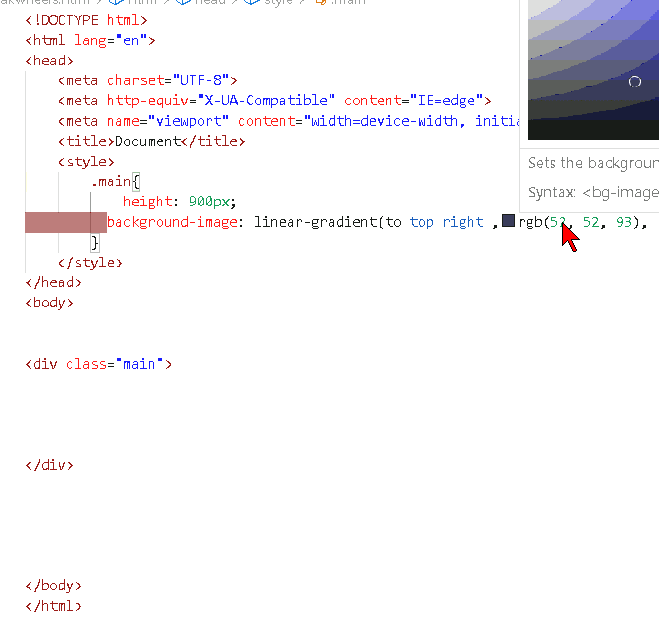 akwheels.html > html > head > style > .main
<!DOCTYPE html>
<html lang="en">
<head>
<meta charset="UTF-8">
<meta http-equiv="X-UA-Compatible" content="IE=edge">
<meta name="viewport" content="width=device-width, initia
<title>Document</title>
<style>
.main{
height: 900px;
background-image: linear-gradient(to top right , rgb(52, 52, 93),
}
</style>
</head>
<body>
<div class="main">
</div>
</body>
</html>
Sets the backgroun
Syntax: <bg-image